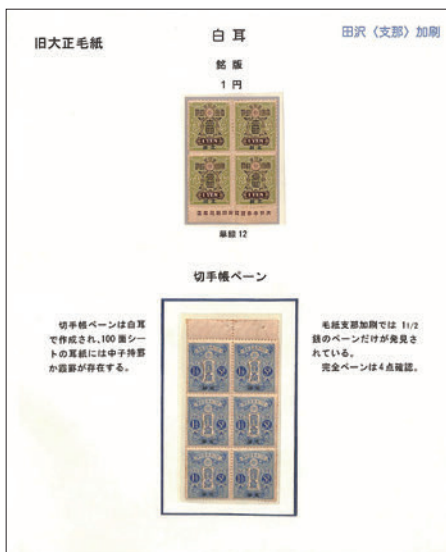 旧大正毛紙
白耳
田沢〈支那〉加刷
銘版
1円
単線12
切手帳ペーン
切手帳ペーンは白耳
で作成され、100面シー
トの耳紙には中子持罫
か霞罫が存在する。
毛紙支那加刷では1 1/2
銭のペーンだけが発見さ
れている。
完全ペーンは4点確認。